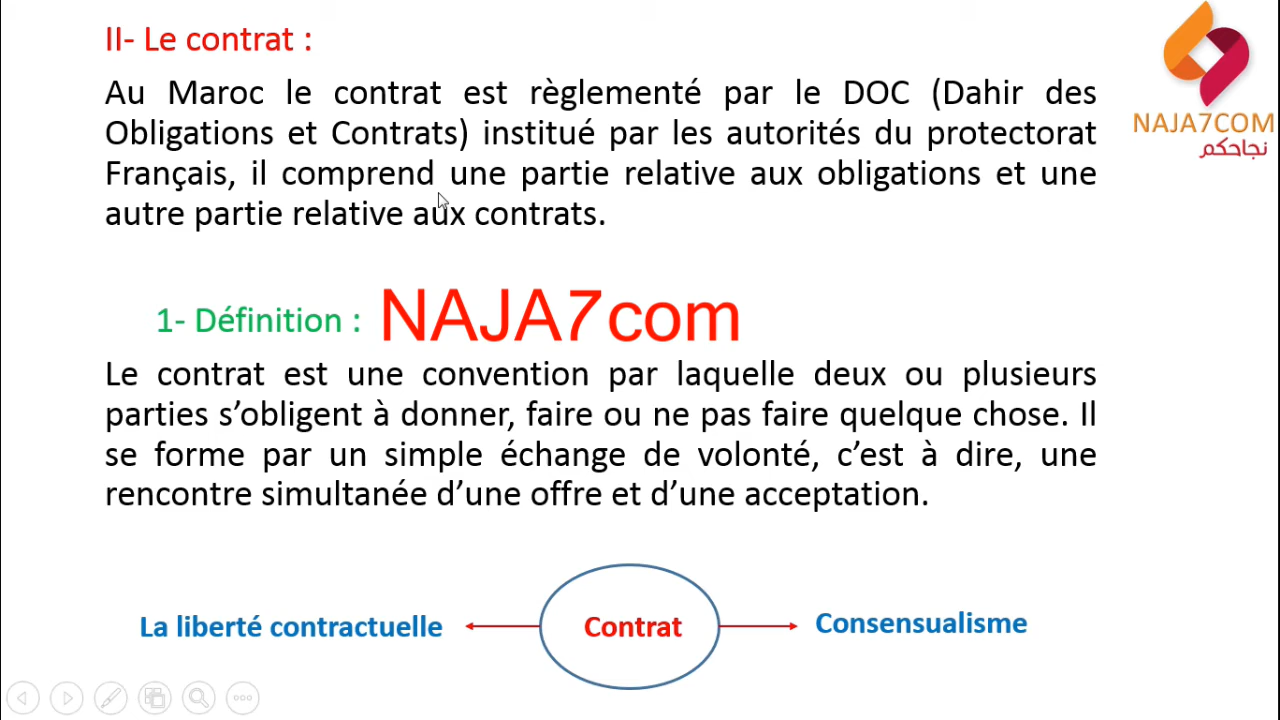 II- Le contrat :
Au Maroc le contrat est règlementé par le DOC (Dahir des
Obligations et Contrats) institué par les autorités du protectorat
Français, il comprend une partie relative aux obligations et une
autre partie relative aux contrats.
NAJA7COM
نجاحكم
1- Définition :
NAJA7com
Le contrat est une convention par laquelle deux ou plusieurs
parties s’obligent à donner, faire ou ne pas faire quelque chose. Il
se forme par un simple échange de volonté, c’est à dire, une
rencontre simultanée d’une offre et d’une acceptation.
La liberté contractuelle
Contrat
Consensualisme